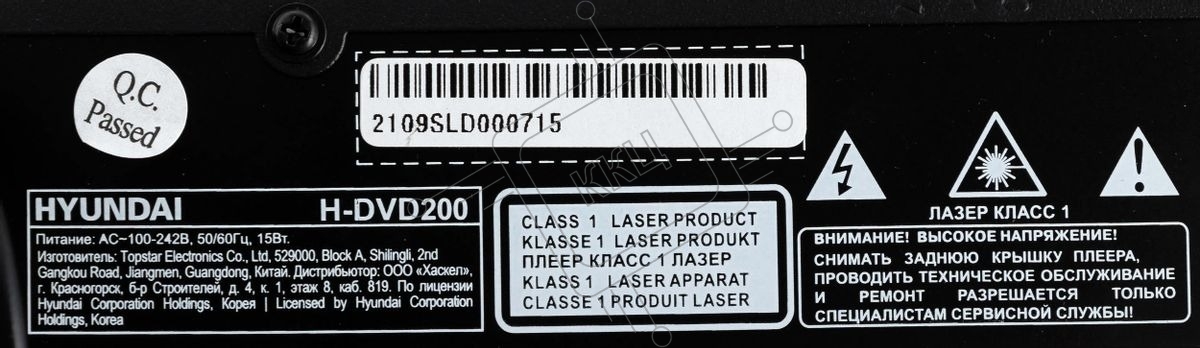 Q.C.
Passed
2109SLD000715
ККЦ
HYUNDAI H-DVD200
Питание: AC~100-242В, 50/60Гц, 15Вт.
Изготовитель: Topstar Electronics Co., Ltd, 529000, Block A, Shilingli, 2nd
Gangkou Road, Jiangmen, Guangdong, Китай. Дистрибьютор: ООО «Хаскел»,
г. Красногорск, б-р Строителей, д. 4, к. 1, этаж 8, каб. 819. По лицензии
Hyundai Corporation Holdings, Корея | Licensed by Hyundai Corporation
Holdings, Korea
CLASS 1 LASER PRODUCT
KLASSE 1 LASER PRODUKT
ПЛЕЕР КЛАСС 1 ЛАЗЕР
KLASS 1 LASER APPARAT
CLASSE 1 PRODUIT LASER
ЛАЗЕР КЛАСС 1
ВНИМАНИЕ! ВЫСОКОЕ НАПРЯЖЕНИЕ!
СНИМАТЬ ЗАДНЮЮ КРЫШКУ ПЛЕЕРА,
ПРОВОДИТЬ ТЕХНИЧЕСКОЕ ОБСЛУЖИВАНИЕ
И РЕМОНТ РАЗРЕШАЕТСЯ ТОЛЬКО
СПЕЦИАЛИСТАМ СЕРВИСНОЙ СЛУЖБЫ!